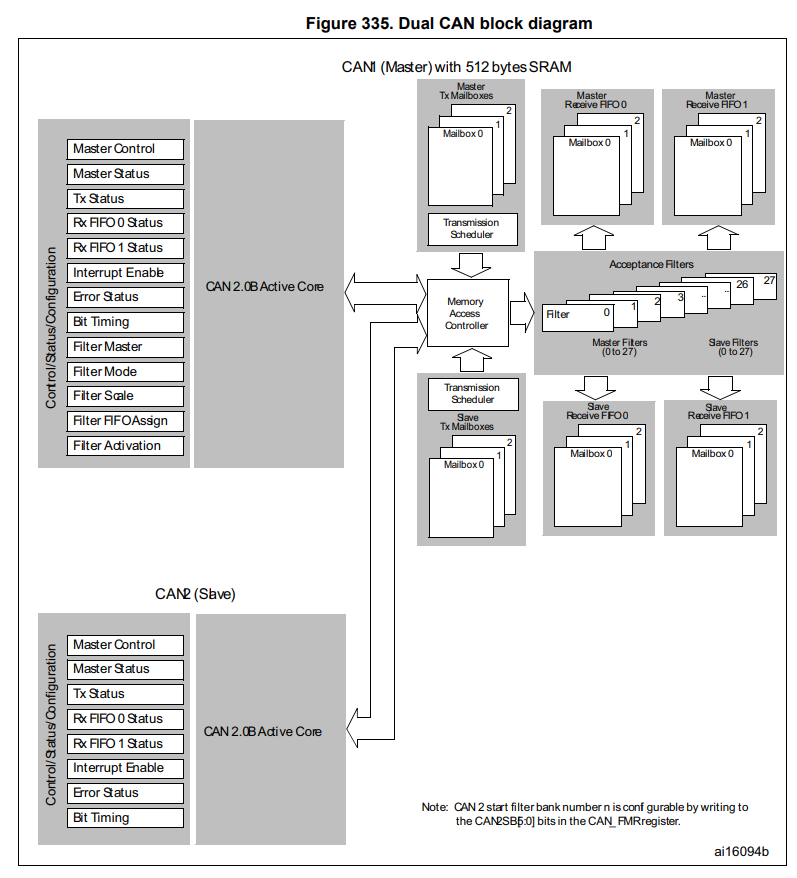 Figure 335. Dual CAN block diagram
CAN1 (Master) with 512 bytes SRAM
Master
Tx Mailboxes
2
1
Mailbox 0
Transmission
Scheduler
Master
Receive FIFO 0
2
1
Mailbox 0
Master
Receive FIFO 1
2
1
Mailbox 0
Control/Status/Configuration
Master Control
Master Status
Tx Status
Rx FIFO 0 Status
Rx FIFO 1 Status
Interrupt Enable
Error Status
Bit Timing
Filter Master
Filter Mode
Filter Scale
Filter FIFO Assign
Filter Activation
CAN 2.0B Active Core
Memory
Access
Controller
Acceptance Filters
Filter 0 1 2 3 .. .. 26 27
Master Filters
(0 to 27)
Slave Filters
(0 to 27)
Transmission
Scheduler
Slave
Tx Mailboxes
2
1
Mailbox 0
Slave
Receive FIFO 0
2
1
Mailbox 0
Slave
Receive FIFO 1
2
1
Mailbox 0
CAN2 (Slave)
Control/Status/Configuration
Master Control
Master Status
Tx Status
Rx FIFO 0 Status
Rx FIFO 1 Status
Interrupt Enable
Error Status
Bit Timing
CAN 2.0B Active Core
Note: CAN 2 start filter bank number n is conf gurable by writing to
the CAN2SB[5:0] bits in the CAN_FMR register.
ai16094b